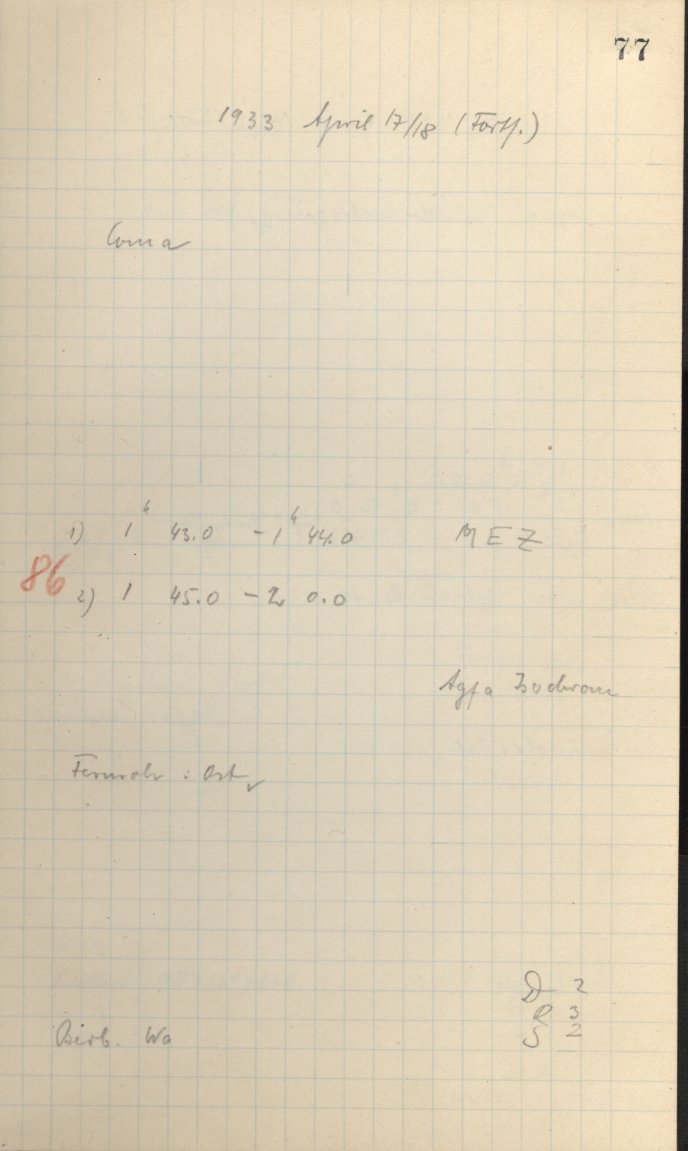 77
1933 April 17/18 (Forts.)
Coma
1) 1ʰ 43.0 - 1ʰ 44.0 MEZ
86
2) 1 45.0 - 2 0.0
Agfa Isochrom
Fernrohr : Ost
D 2
R 3
S 2
Beob. Wa